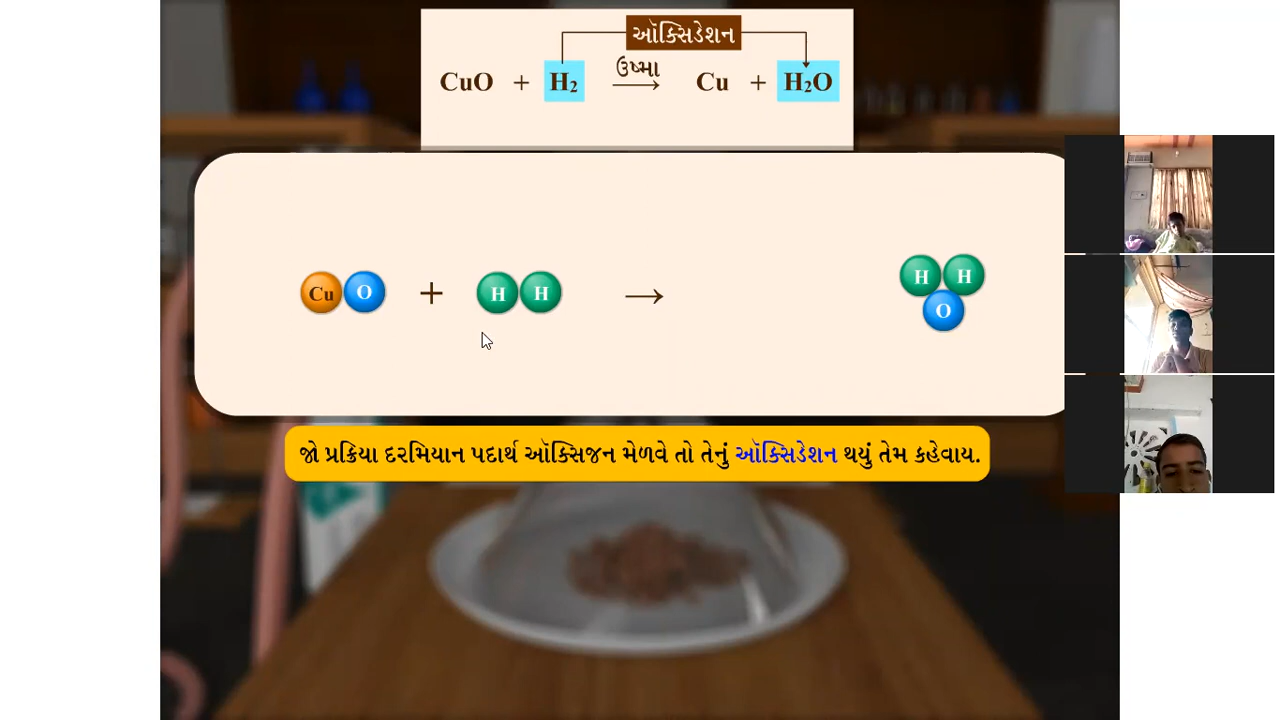 ઑક્સિડેશન
CuO + H₂ ઉષ્મા → Cu + H₂O
Cu O + H H → H H O
જો પ્રક્રિયા દરમિયાન પદાર્થ ઑક્સિજન મેળવે તો તેનું ઑક્સિડેશન થયું તેમ કહેવાય.